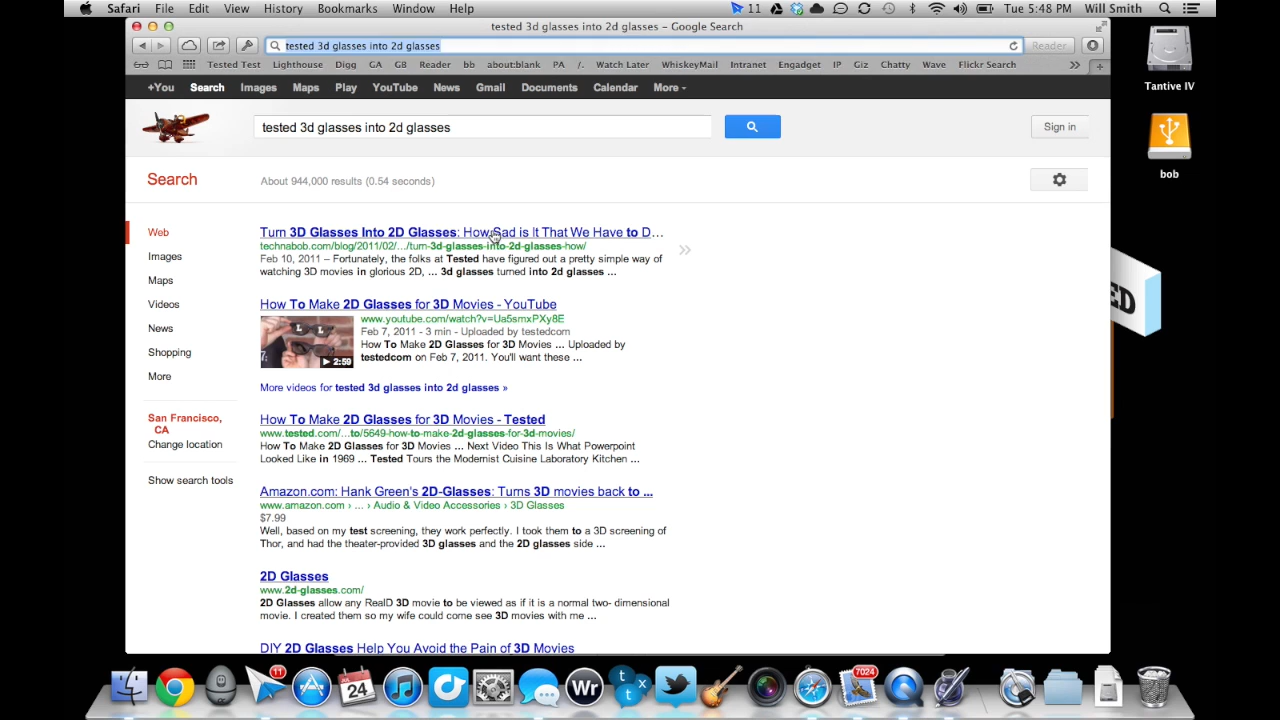 Safari File Edit View History Bookmarks Window Help 11 Tue 5:48 PM Will Smith
tested 3d glasses into 2d glasses – Google Search
tested 3d glasses into 2d glasses Reader
Tested Test Lighthouse Digg GA GB Reader bb about:blank PA /. Watch Later WhiskeyMail Intranet Engadget IP Giz Chatty Wave Flickr Search
+You Search Images Maps Play YouTube News Gmail Documents Calendar More
tested 3d glasses into 2d glasses
Sign in
Search
About 944,000 results (0.54 seconds)
Web
Images
Maps
Videos
News
Shopping
More
San Francisco,
CA
Change location
Show search tools
Turn 3D Glasses Into 2D Glasses: How Sad is It That We Have to D...
technabob.com/blog/2011/02/.../turn-3d-glasses-into-2d-glasses-how/
Feb 10, 2011 – Fortunately, the folks at Tested have figured out a pretty simple way of
watching 3D movies in glorious 2D, ... 3d glasses turned into 2d glasses ...
How To Make 2D Glasses for 3D Movies - YouTube
www.youtube.com/watch?v=Ua5smxPXy8E
Feb 7, 2011 - 3 min - Uploaded by testedcom
How To Make 2D Glasses for 3D Movies ... Uploaded by
testedcom on Feb 7, 2011. You'll want these ...
L L
2:59
More videos for tested 3d glasses into 2d glasses »
How To Make 2D Glasses for 3D Movies - Tested
www.tested.com/...to/5649-how-to-make-2d-glasses-for-3d-movies/
How To Make 2D Glasses for 3D Movies ... Next Video This Is What Powerpoint
Looked Like in 1969 ... Tested Tours the Modernist Cuisine Laboratory Kitchen ...
Amazon.com: Hank Green's 2D-Glasses: Turns 3D movies back to ...
www.amazon.com › ... › Audio & Video Accessories › 3D Glasses
$7.99
Well, based on my test screening, they work perfectly. I took them to a 3D screening of
Thor, and had the theater-provided 3D glasses and the 2D glasses side ...
2D Glasses
www.2d-glasses.com/
2D Glasses allow any RealD 3D movie to be viewed as if it is a normal two- dimensional
movie. I created them so my wife could come see 3D movies with me ...
DIY 2D Glasses Help You Avoid the Pain of 3D Movies
Tantive IV
bob
ED
11
JUL
24
Wr
t
t
x
7024